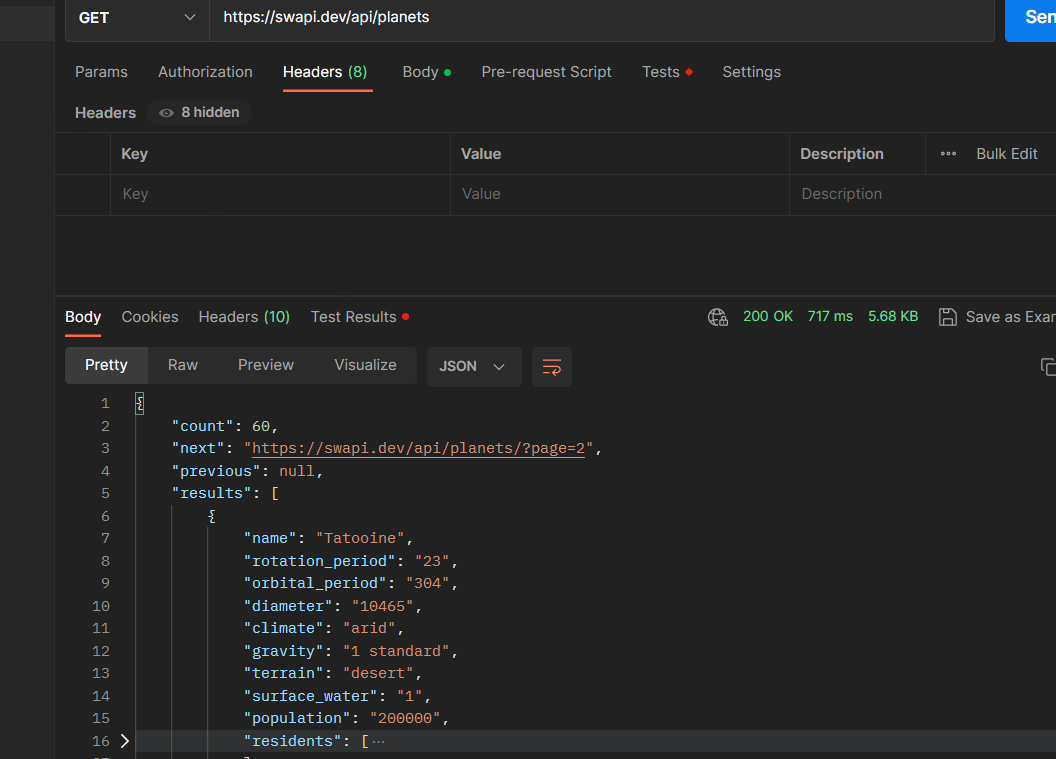 GET https://swapi.dev/api/planets Sen
Params Authorization Headers (8) Body Pre-request Script Tests Settings
Headers 8 hidden
Key Value Description Bulk Edit
Key Value Description
Body Cookies Headers (10) Test Results 200 OK 717 ms 5.68 KB Save as Exar
Pretty Raw Preview Visualize JSON
1 {
2 "count": 60,
3 "next": "https://swapi.dev/api/planets/?page=2",
4 "previous": null,
5 "results": [
6 {
7 "name": "Tatooine",
8 "rotation_period": "23",
9 "orbital_period": "304",
10 "diameter": "10465",
11 "climate": "arid",
12 "gravity": "1 standard",
13 "terrain": "desert",
14 "surface_water": "1",
15 "population": "200000",
16 "residents": [ ···